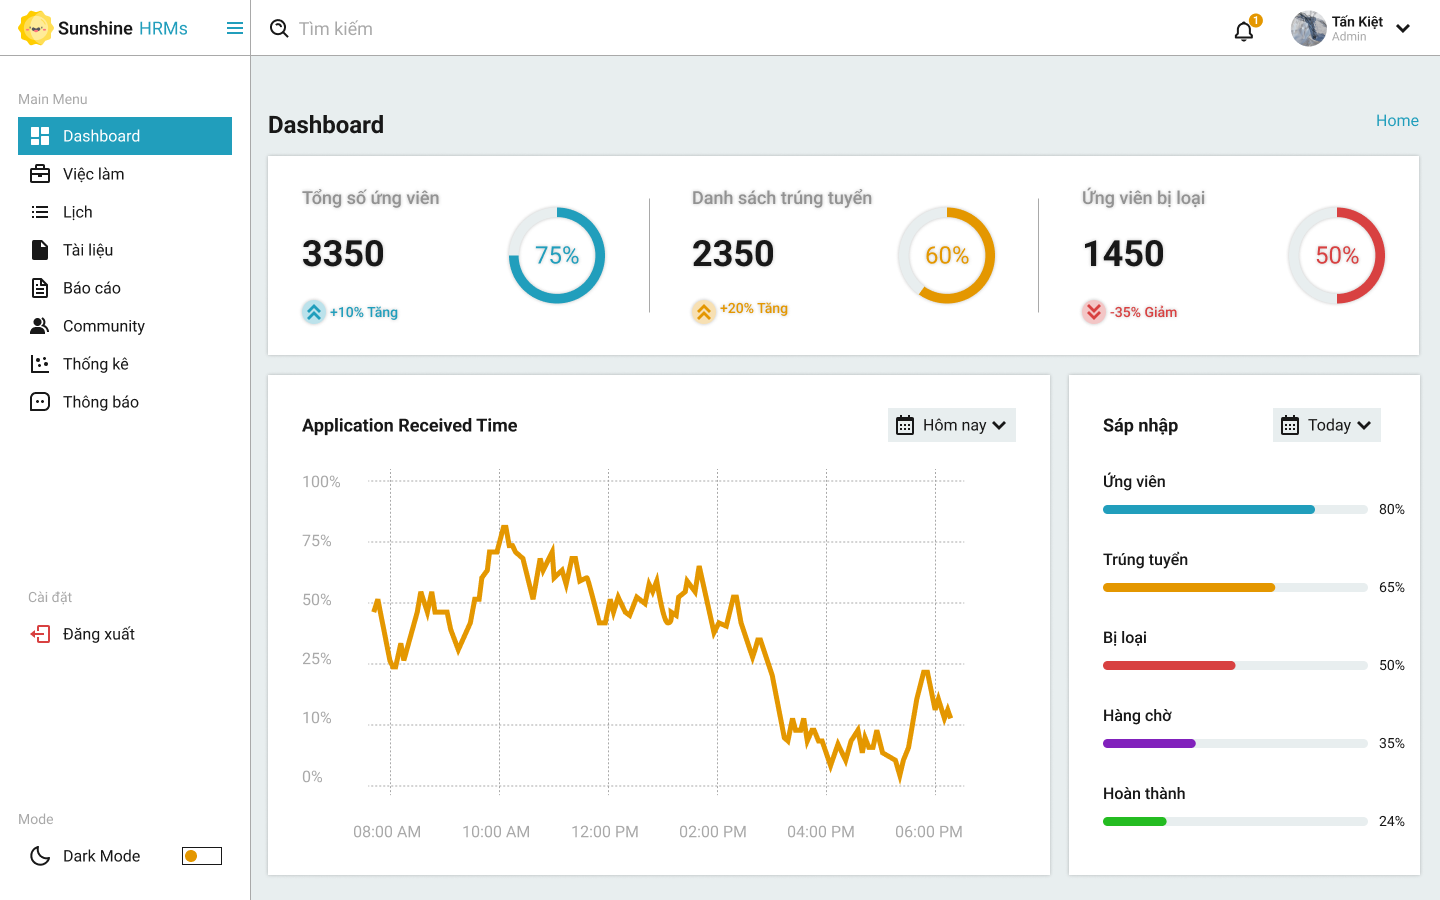 Sunshine HRMs
Tìm kiếm
1
Tấn Kiệt
Admin
Main Menu
Dashboard
Việc làm
Lịch
Tài liệu
Báo cáo
Community
Thống kê
Thông báo
Cài đặt
Đăng xuất
Mode
Dark Mode
Dashboard
Home
Tổng số ứng viên
3350
+10% Tăng
75%
Danh sách trúng tuyển
2350
+20% Tăng
60%
Ứng viên bị loại
1450
-35% Giảm
50%
Application Received Time
Hôm nay
100%
75%
50%
25%
10%
0%
08:00 AM
10:00 AM
12:00 PM
02:00 PM
04:00 PM
06:00 PM
Sáp nhập
Today
Ứng viên
80%
Trúng tuyển
65%
Bị loại
50%
Hàng chờ
35%
Hoàn thành
24%